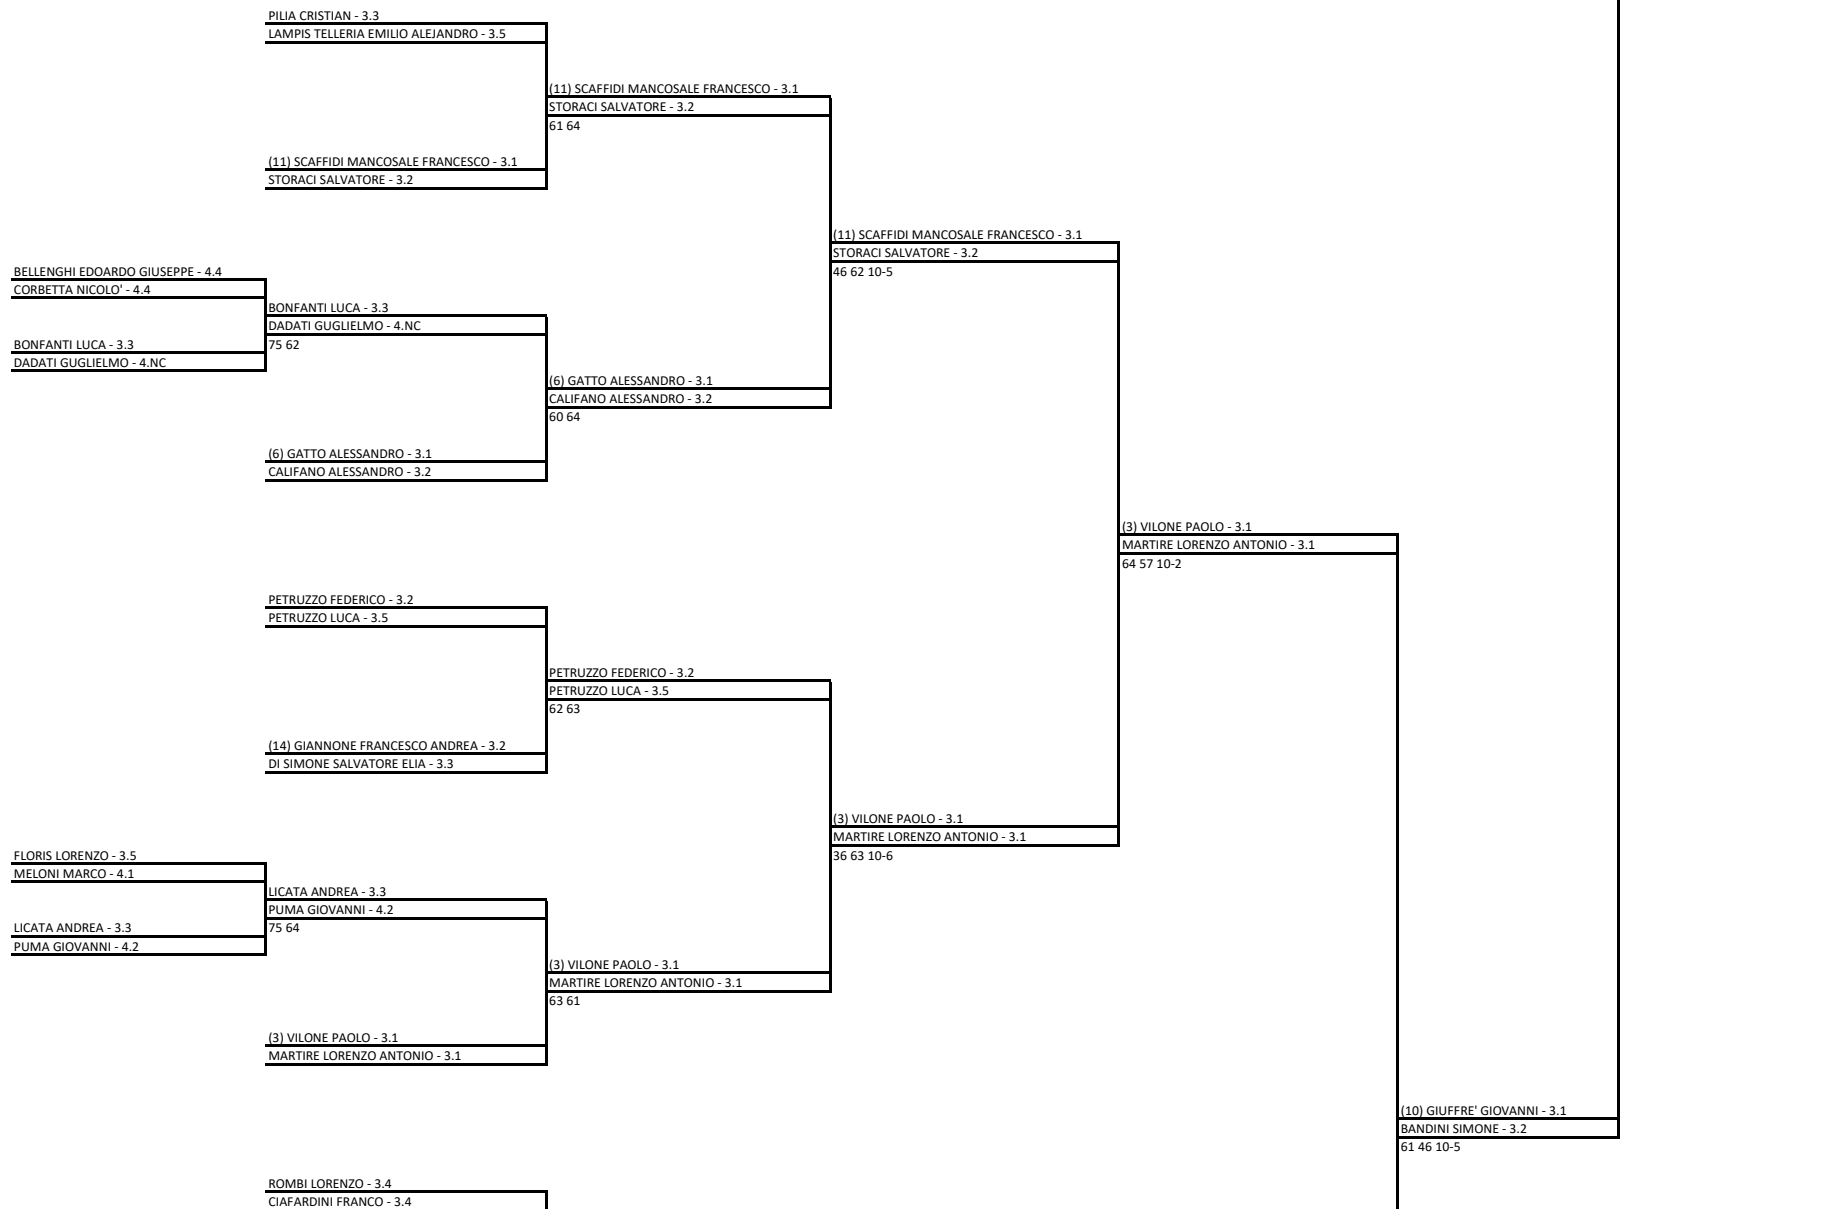 PILIA CRISTIAN - 3.3
LAMPIS TELLERIA EMILIO ALEJANDRO - 3.5
(11) SCAFFIDI MANCOSALE FRANCESCO - 3.1
STORACI SALVATORE - 3.2
61 64
(11) SCAFFIDI MANCOSALE FRANCESCO - 3.1
STORACI SALVATORE - 3.2
(11) SCAFFIDI MANCOSALE FRANCESCO - 3.1
STORACI SALVATORE - 3.2
46 62 10-5
BELLENGHI EDOARDO GIUSEPPE - 4.4
CORBETTA NICOLO' - 4.4
BONFANTI LUCA - 3.3
DADATI GUGLIELMO - 4.NC
75 62
BONFANTI LUCA - 3.3
DADATI GUGLIELMO - 4.NC
(6) GATTO ALESSANDRO - 3.1
CALIFANO ALESSANDRO - 3.2
60 64
(6) GATTO ALESSANDRO - 3.1
CALIFANO ALESSANDRO - 3.2
(3) VILONE PAOLO - 3.1
MARTIRE LORENZO ANTONIO - 3.1
64 57 10-2
PETRUZZO FEDERICO - 3.2
PETRUZZO LUCA - 3.5
PETRUZZO FEDERICO - 3.2
PETRUZZO LUCA - 3.5
62 63
(14) GIANNONE FRANCESCO ANDREA - 3.2
DI SIMONE SALVATORE ELIA - 3.3
(3) VILONE PAOLO - 3.1
MARTIRE LORENZO ANTONIO - 3.1
36 63 10-6
FLORIS LORENZO - 3.5
MELONI MARCO - 4.1
LICATA ANDREA - 3.3
PUMA GIOVANNI - 4.2
75 64
LICATA ANDREA - 3.3
PUMA GIOVANNI - 4.2
(3) VILONE PAOLO - 3.1
MARTIRE LORENZO ANTONIO - 3.1
63 61
(3) VILONE PAOLO - 3.1
MARTIRE LORENZO ANTONIO - 3.1
(10) GIUFFRE' GIOVANNI - 3.1
BANDINI SIMONE - 3.2
61 46 10-5
ROMBI LORENZO - 3.4
CIAFARDINI FRANCO - 3.4